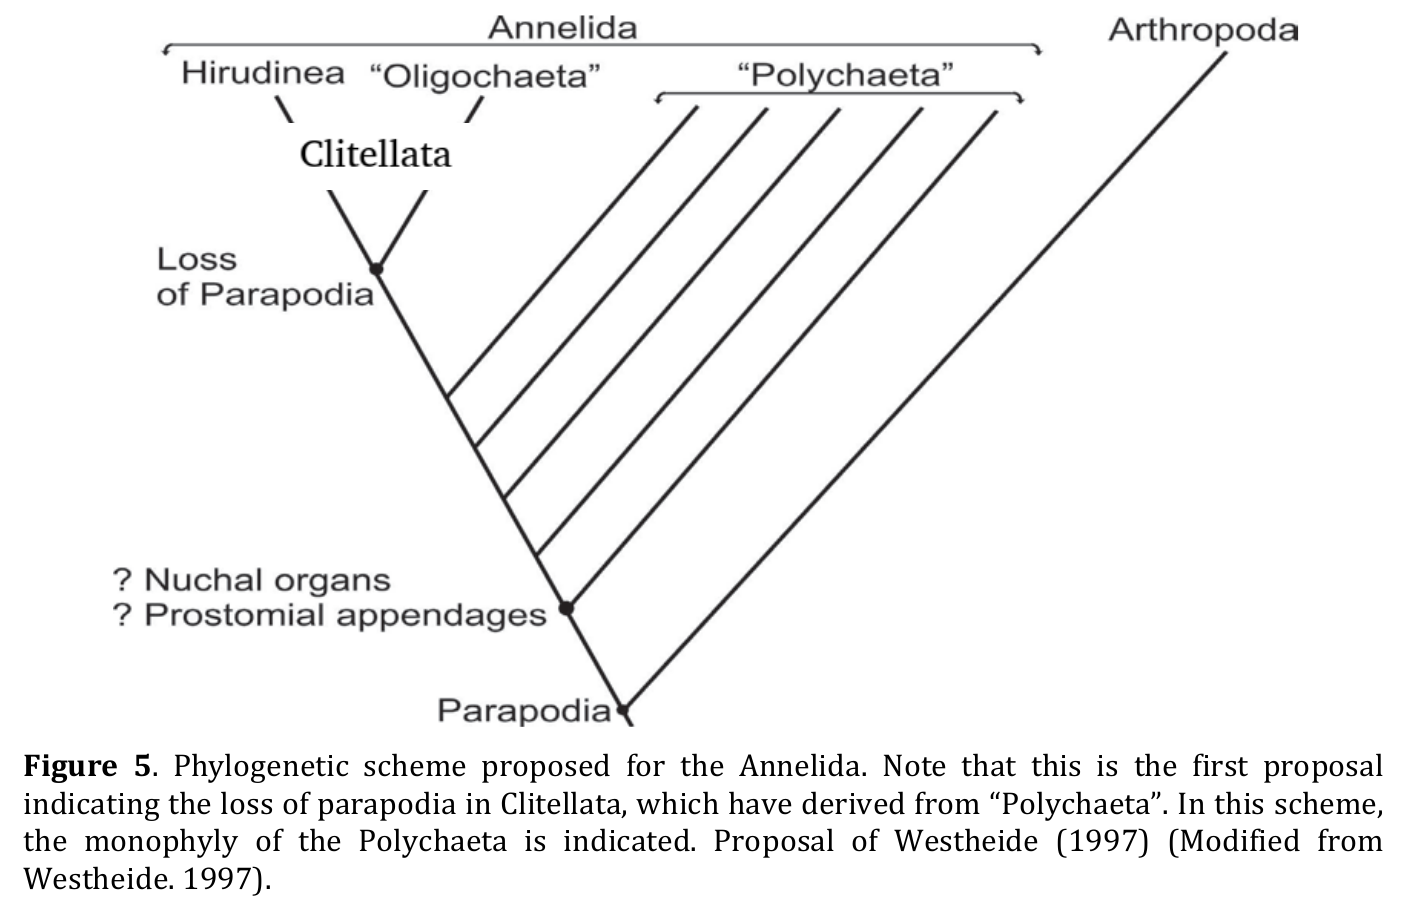 Annelida
Arthropoda
Hirudinea “Oligochaeta”
“Polychaeta”
Clitellata
Loss
of Parapodia
? Nuchal organs
? Prostomial appendages
Parapodia
Figure 5. Phylogenetic scheme proposed for the Annelida. Note that this is the first proposal
indicating the loss of parapodia in Clitellata, which have derived from “Polychaeta”. In this scheme,
the monophyly of the Polychaeta is indicated. Proposal of Westheide (1997) (Modified from
Westheide. 1997).